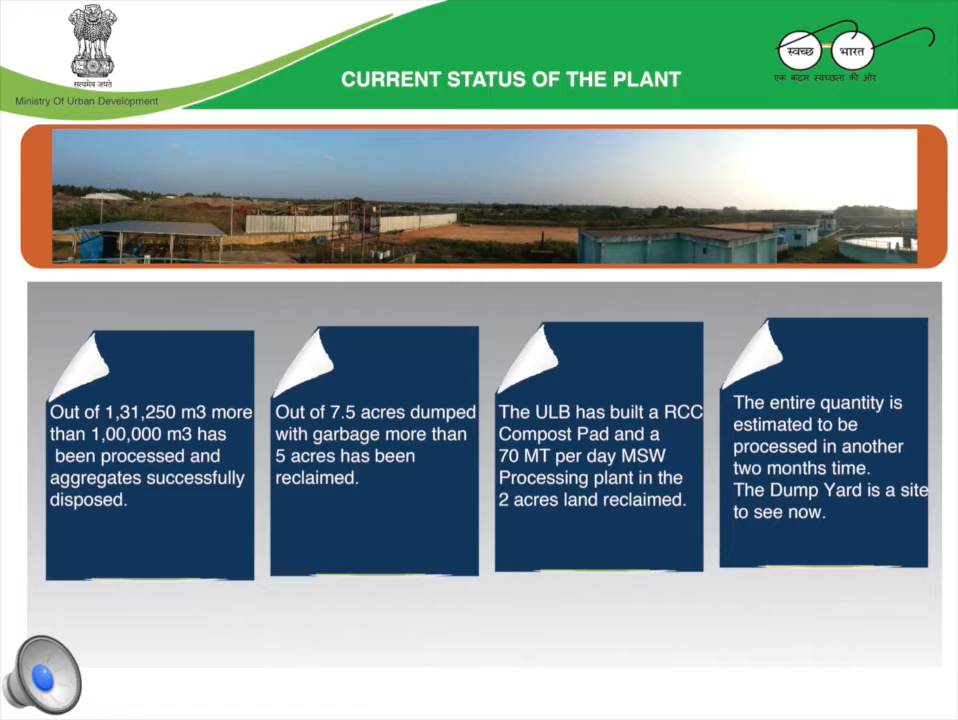 सत्यमेव जयते
Ministry Of Urban Development
CURRENT STATUS OF THE PLANT
स्वच्छ भारत
एक कदम स्वच्छता की ओर
Out of 1,31,250 m3 more
than 1,00,000 m3 has
been processed and
aggregates successfully
disposed.
Out of 7.5 acres dumped
with garbage more than
5 acres has been
reclaimed.
The ULB has built a RCC
Compost Pad and a
70 MT per day MSW
Processing plant in the
2 acres land reclaimed.
The entire quantity is
estimated to be
processed in another
two months time.
The Dump Yard is a site
to see now.